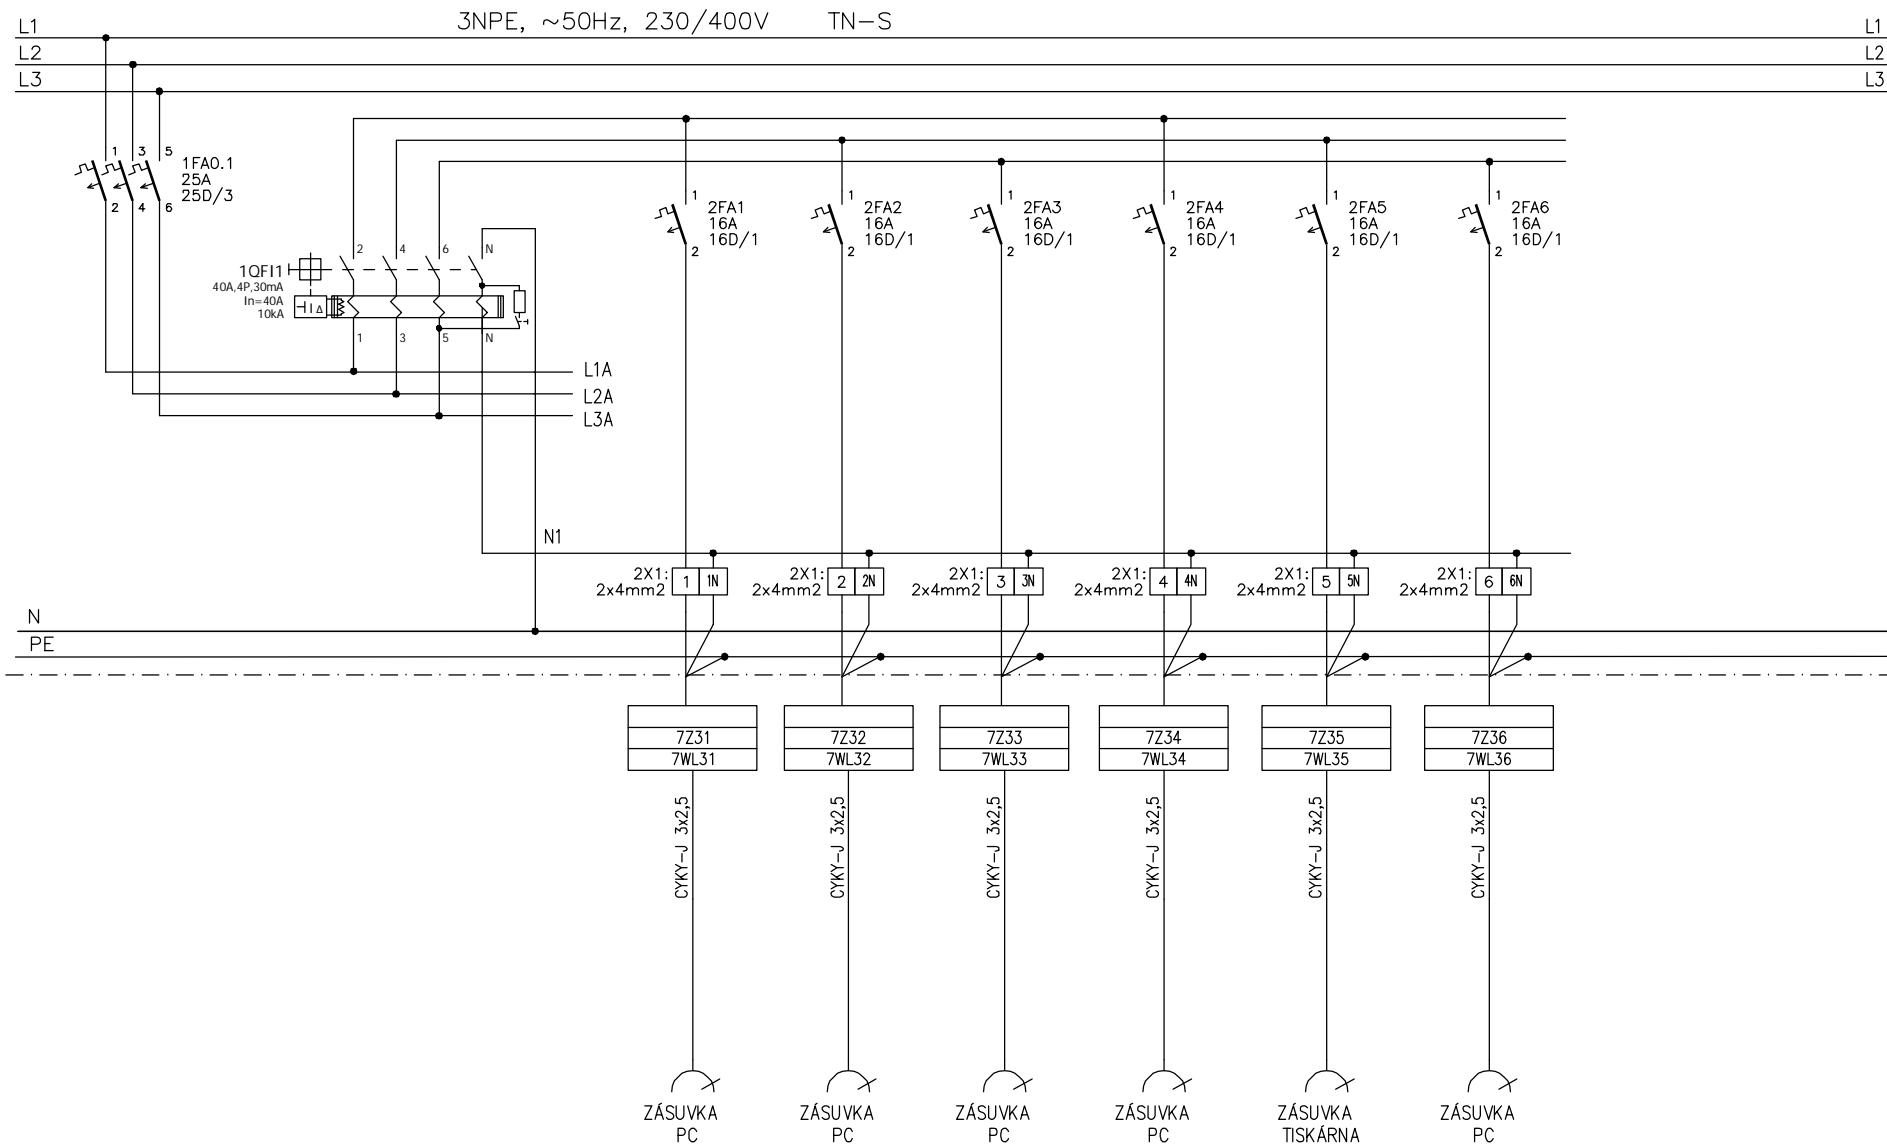 3NPE, ~50Hz, 230/400V TN-S
L1 L1
L2 L2
L3 L3
1 3 5
1FA0.1
25A
25D/3
2 4 6
1 1 1 1 1 1
2FA1 2FA2 2FA3 2FA4 2FA5 2FA6
16A 16A 16A 16A 16A 16A
16D/1 16D/1 16D/1 16D/1 16D/1 16D/1
2 2 2 2 2 2
2 4 6 N
1QFI1
40A,4P,30mA
In=40A
10kA
Δ
1 3 5 N
L1A
L2A
L3A
N1
2X1: 2X1: 2X1: 2X1: 2X1: 2X1:
2x4mm2 2x4mm2 2x4mm2 2x4mm2 2x4mm2 2x4mm2
1 1N 2 2N 3 3N 4 4N 5 5N 6 6N
N
PE
7Z31 7Z32 7Z33 7Z34 7Z35 7Z36
7WL31 7WL32 7WL33 7WL34 7WL35 7WL36
CYKY-J 3x2,5
CYKY-J 3x2,5
CYKY-J 3x2,5
CYKY-J 3x2,5
CYKY-J 3x2,5
CYKY-J 3x2,5
ZÁSUVKA ZÁSUVKA ZÁSUVKA ZÁSUVKA ZÁSUVKA ZÁSUVKA
PC PC PC PC TISKÁRNA PC